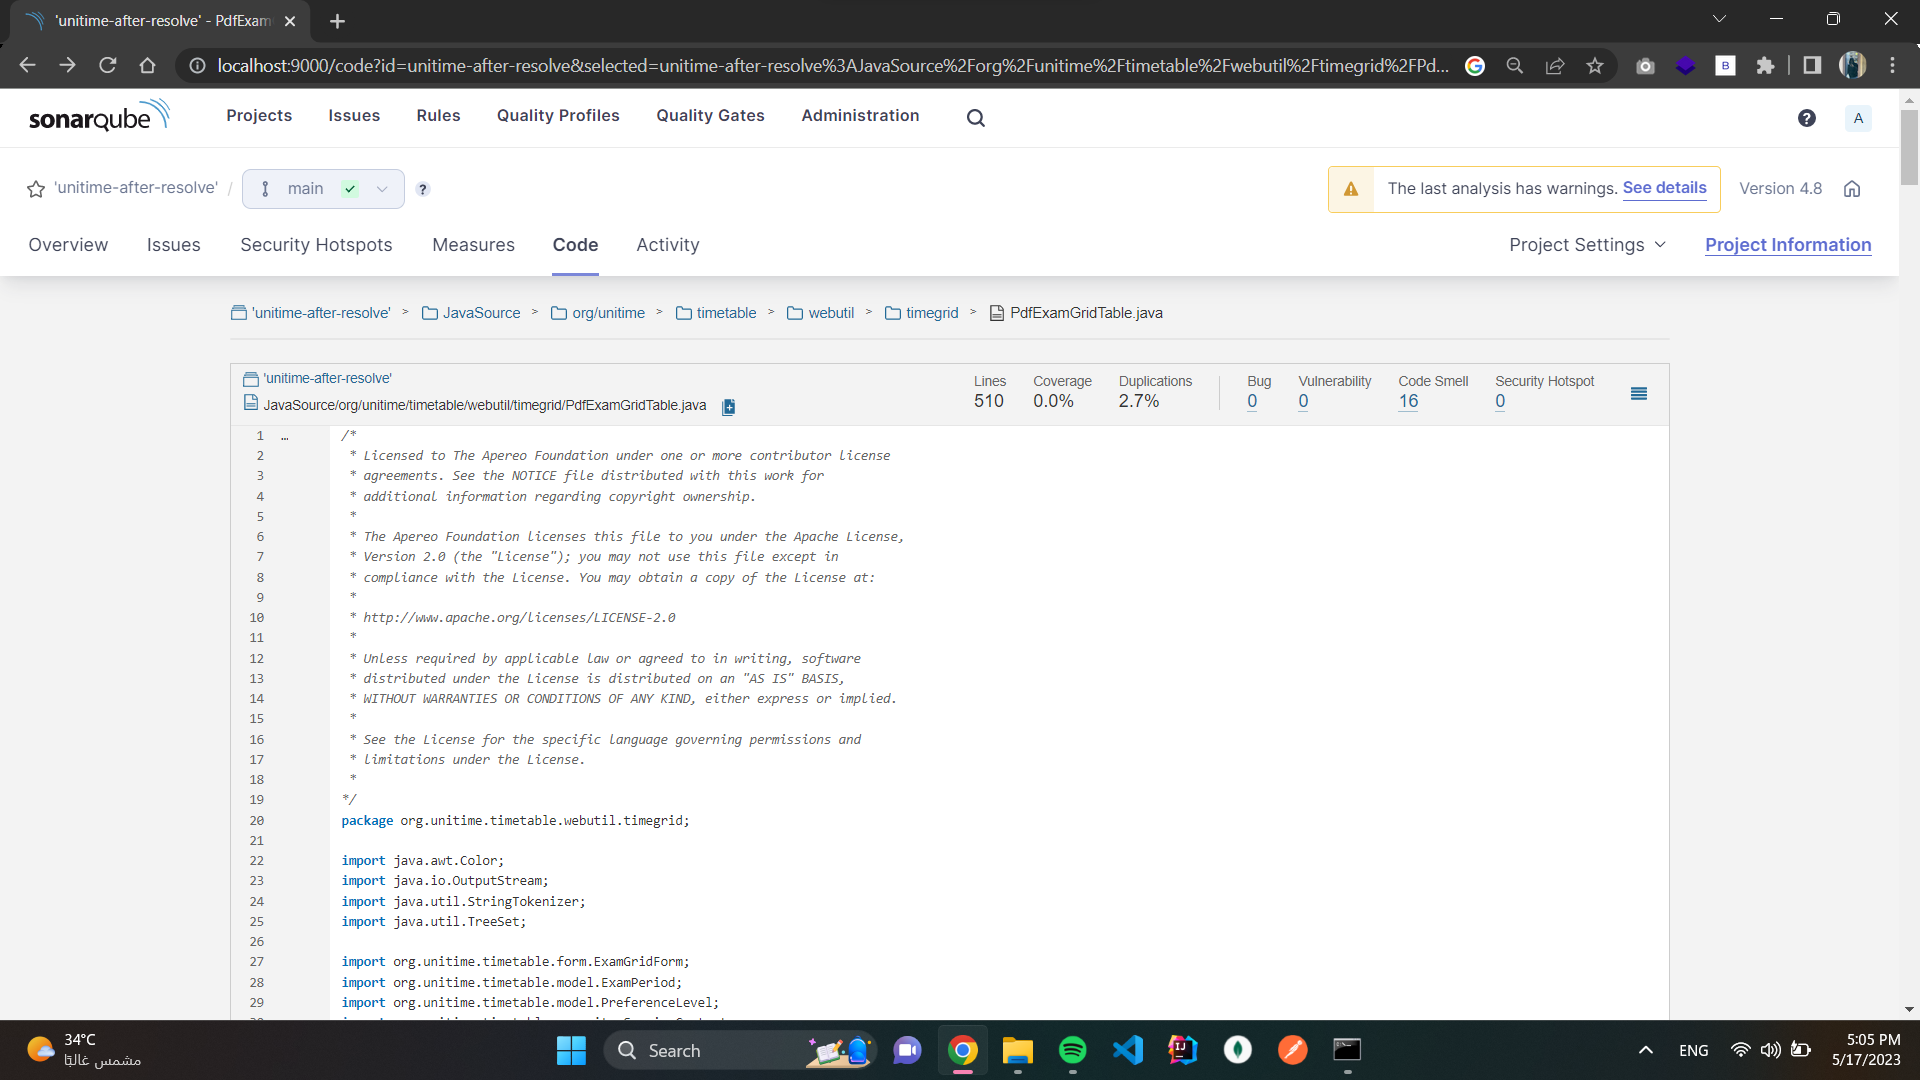 'unitime-after-resolve' - PdfExam
localhost:9000/code?id=unitime-after-resolve&selected=unitime-after-resolve%3AJavaSource%2Forg%2Funitime%2Ftimetable%2Fwebutil%2Ftimegrid%2FPd...
sonarqube Projects Issues Rules Quality Profiles Quality Gates Administration ? A
'unitime-after-resolve' / main ? The last analysis has warnings. See details Version 4.8
Overview Issues Security Hotspots Measures Code Activity Project Settings Project Information
'unitime-after-resolve' > JavaSource > org/unitime > timetable > webutil > timegrid > PdfExamGridTable.java
'unitime-after-resolve'
JavaSource/org/unitime/timetable/webutil/timegrid/PdfExamGridTable.java
Lines Coverage Duplications Bug Vulnerability Code Smell Security Hotspot
510 0.0% 2.7% 0 0 16 0
1 … /*
2 * Licensed to The Apereo Foundation under one or more contributor license
3 * agreements. See the NOTICE file distributed with this work for
4 * additional information regarding copyright ownership.
5 *
6 * The Apereo Foundation licenses this file to you under the Apache License,
7 * Version 2.0 (the "License"); you may not use this file except in
8 * compliance with the License. You may obtain a copy of the License at:
9 *
10 * http://www.apache.org/licenses/LICENSE-2.0
11 *
12 * Unless required by applicable law or agreed to in writing, software
13 * distributed under the License is distributed on an "AS IS" BASIS,
14 * WITHOUT WARRANTIES OR CONDITIONS OF ANY KIND, either express or implied.
15 *
16 * See the License for the specific language governing permissions and
17 * limitations under the License.
18 *
19 */
20 package org.unitime.timetable.webutil.timegrid;
21
22 import java.awt.Color;
23 import java.io.OutputStream;
24 import java.util.StringTokenizer;
25 import java.util.TreeSet;
26
27 import org.unitime.timetable.form.ExamGridForm;
28 import org.unitime.timetable.model.ExamPeriod;
29 import org.unitime.timetable.model.PreferenceLevel;
34°C
مشمس غالبًا
Search
ENG
5:05 PM
5/17/2023